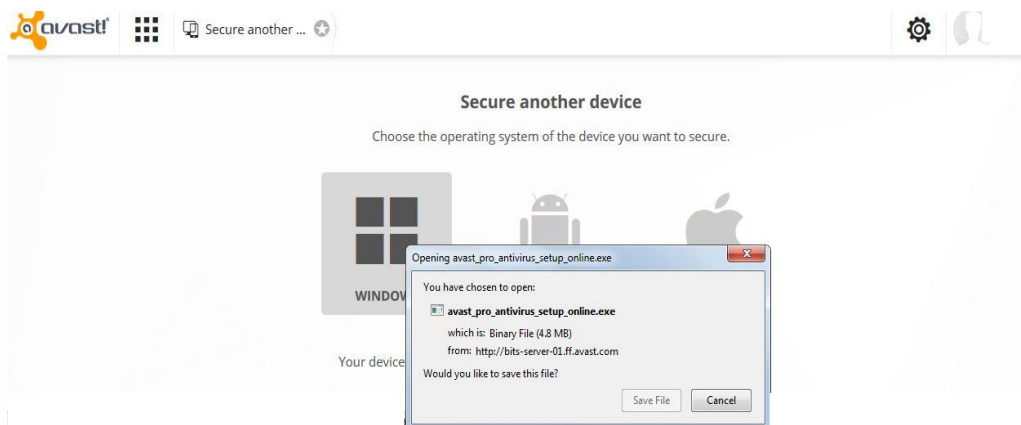 avast!
Secure another ...
Secure another device
Choose the operating system of the device you want to secure.
WINDOW
Your device
Opening avast_pro_antivirus_setup_online.exe
You have chosen to open:
avast_pro_antivirus_setup_online.exe
which is: Binary File (4.8 MB)
from: http://bits-server-01.ff.avast.com
Would you like to save this file?
Save File Cancel